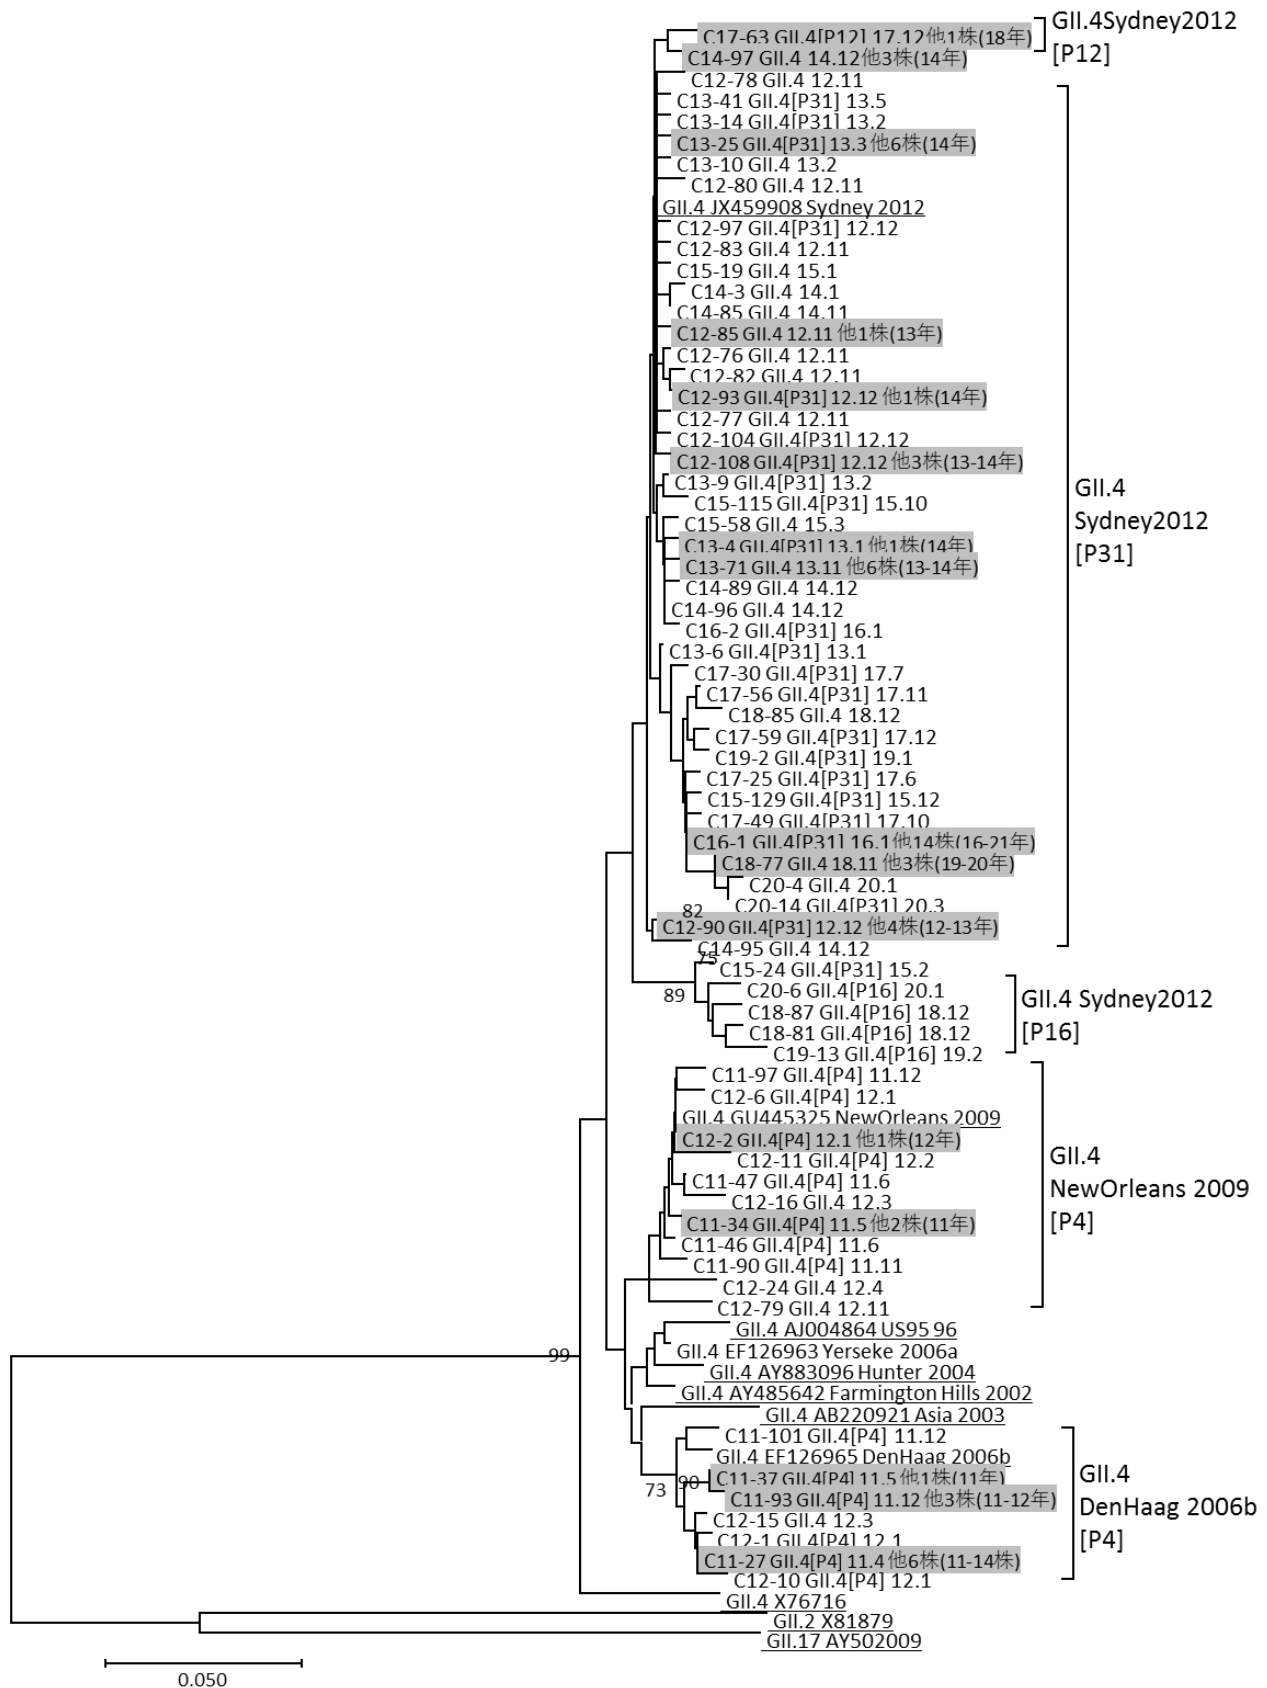 C17-63 GII.4[P12] 17.12他1株(18年)
GII.4Sydney2012
[P12]
C14-97 GII.4 14.12他3株(14年)
C12-78 GII.4 12.11
C13-41 GII.4[P31] 13.5
C13-14 GII.4[P31] 13.2
C13-25 GII.4[P31] 13.3 他6株(14年)
C13-10 GII.4 13.2
C12-80 GII.4 12.11
GII.4 JX459908 Sydney 2012
C12-97 GII.4[P31] 12.12
C12-83 GII.4 12.11
C15-19 GII.4 15.1
C14-3 GII.4 14.1
C14-85 GII.4 14.11
C12-85 GII.4 12.11 他1株(13年)
C12-76 GII.4 12.11
C12-82 GII.4 12.11
C12-93 GII.4[P31] 12.12 他1株(14年)
C12-77 GII.4 12.11
C12-104 GII.4[P31] 12.12
C12-108 GII.4[P31] 12.12 他3株(13-14年)
C13-9 GII.4[P31] 13.2
C15-115 GII.4[P31] 15.10
C15-58 GII.4 15.3
C13-4 GII.4[P31] 13.1 他1株(14年)
C13-71 GII.4 13.11 他6株(13-14年)
C14-89 GII.4 14.12
C14-96 GII.4 14.12
C16-2 GII.4[P31] 16.1
C13-6 GII.4[P31] 13.1
C17-30 GII.4[P31] 17.7
C17-56 GII.4[P31] 17.11
C18-85 GII.4 18.12
C17-59 GII.4[P31] 17.12
C19-2 GII.4[P31] 19.1
C17-25 GII.4[P31] 17.6
C15-129 GII.4[P31] 15.12
C17-49 GII.4[P31] 17.10
C16-1 GII.4[P31] 16.1他14株(16-21年)
C18-77 GII.4 18.11 他3株(19-20年)
C20-4 GII.4 20.1
C20-14 GII.4[P31] 20.3
82
C12-90 GII.4[P31] 12.12 他4株(12-13年)
C14-95 GII.4 14.12
GII.4
Sydney2012
[P31]
75
C15-24 GII.4[P31] 15.2
89
C20-6 GII.4[P16] 20.1
C18-87 GII.4[P16] 18.12
C18-81 GII.4[P16] 18.12
C19-13 GII.4[P16] 19.2
GII.4 Sydney2012
[P16]
C11-97 GII.4[P4] 11.12
C12-6 GII.4[P4] 12.1
GII.4 GU445325 NewOrleans 2009
C12-2 GII.4[P4] 12.1 他1株(12年)
C12-11 GII.4[P4] 12.2
C11-47 GII.4[P4] 11.6
C12-16 GII.4 12.3
C11-34 GII.4[P4] 11.5 他2株(11年)
C11-46 GII.4[P4] 11.6
C11-90 GII.4[P4] 11.11
C12-24 GII.4 12.4
C12-79 GII.4 12.11
GII.4
NewOrleans 2009
[P4]
GII.4 AJ004864 US95 96
99
GII.4 EF126963 Yerseke 2006a
GII.4 AY883096 Hunter 2004
GII.4 AY485642 Farmington Hills 2002
GII.4 AB220921 Asia 2003
C11-101 GII.4[P4] 11.12
GII.4 EF126965 DenHaag 2006b
73
90
C11-37 GII.4[P4] 11.5 他1株(11年)
C11-93 GII.4[P4] 11.12 他3株(11-12年)
C12-15 GII.4 12.3
C12-1 GII.4[P4] 12.1
C11-27 GII.4[P4] 11.4 他6株(11-14株)
C12-10 GII.4[P4] 12.1
GII.4
DenHaag 2006b
[P4]
GII.4 X76716
GII.2 X81879
GII.17 AY502009
0.050